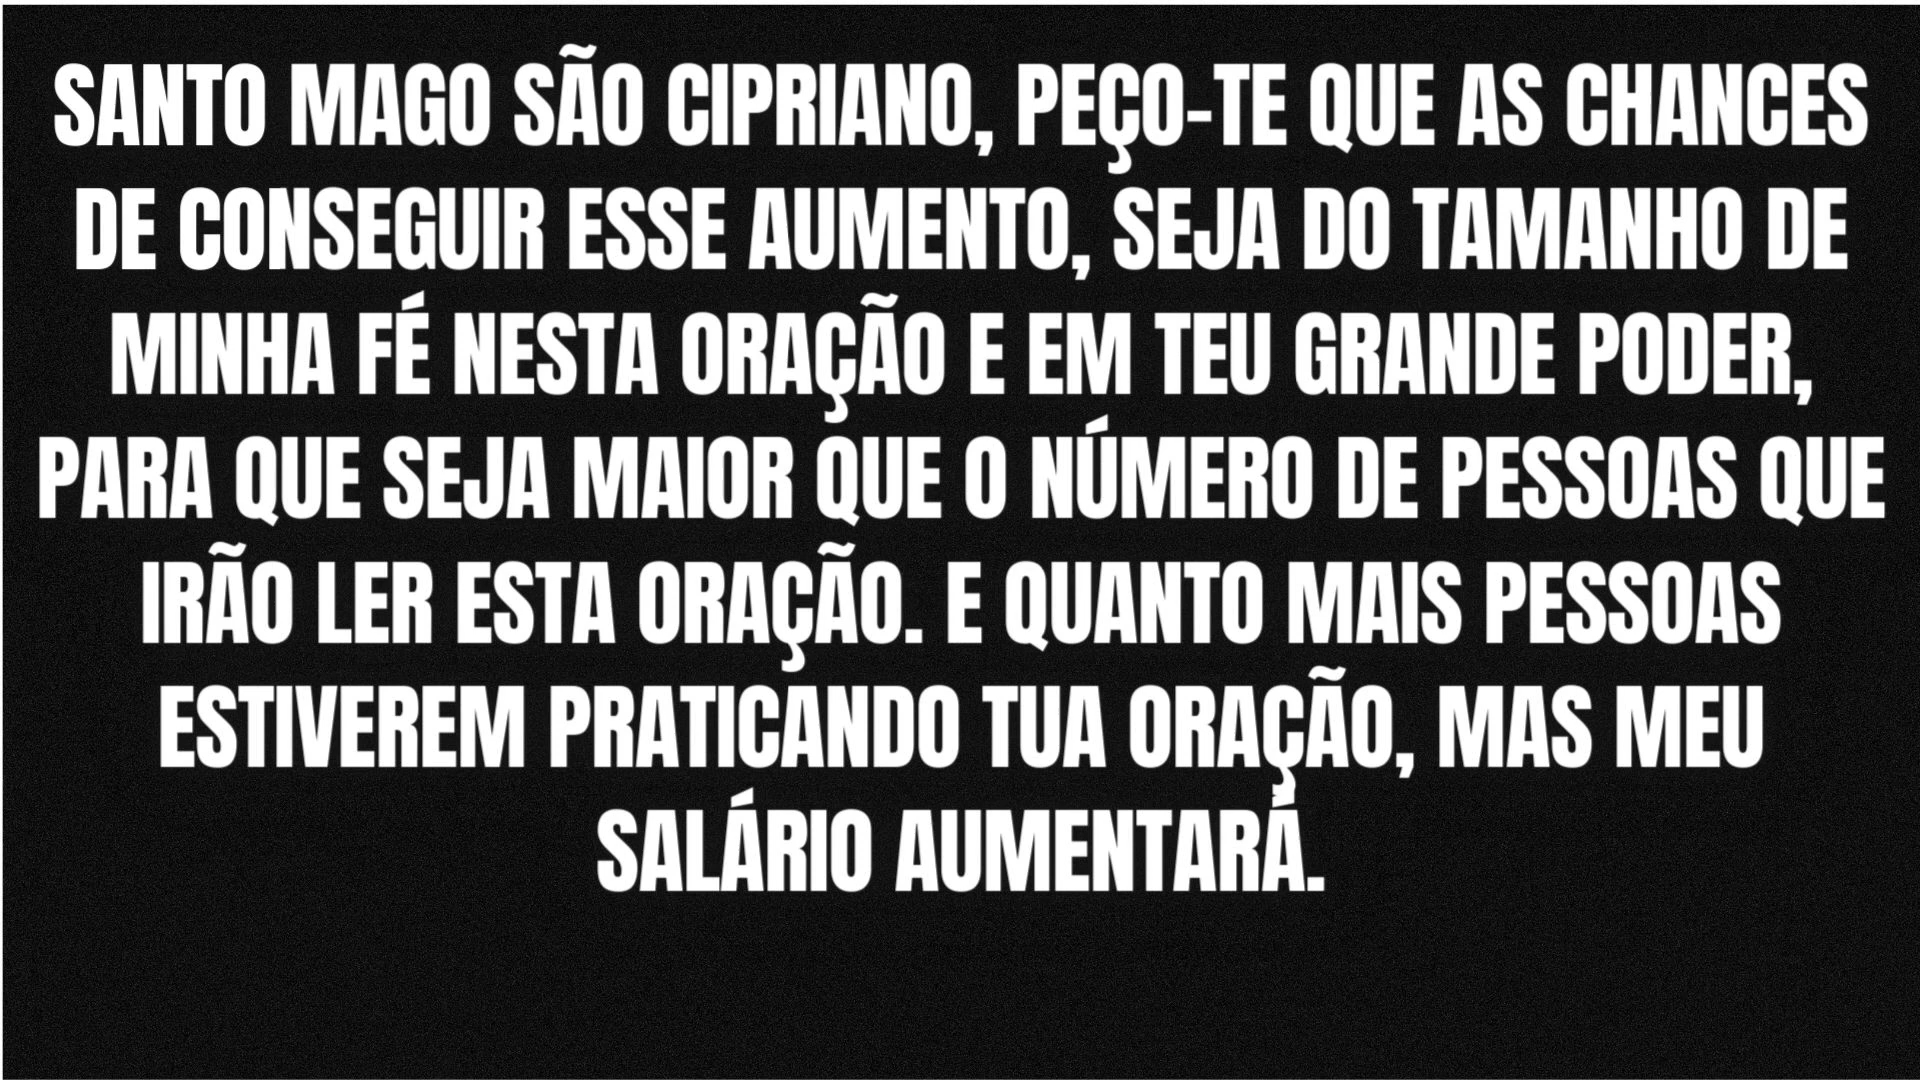 SANTO MAGO SÃO CIPRIANO, PEÇO-TE QUE AS CHANCES
DE CONSEGUIR ESSE AUMENTO, SEJA DO TAMANHO DE
MINHA FÉ NESTA ORAÇÃO E EM TEU GRANDE PODER,
PARA QUE SEJA MAIOR QUE O NÚMERO DE PESSOAS QUE
IRÃO LER ESTA ORAÇÃO. E QUANTO MAIS PESSOAS
ESTIVEREM PRATICANDO TUA ORAÇÃO, MAS MEU
SALÁRIO AUMENTARÁ.